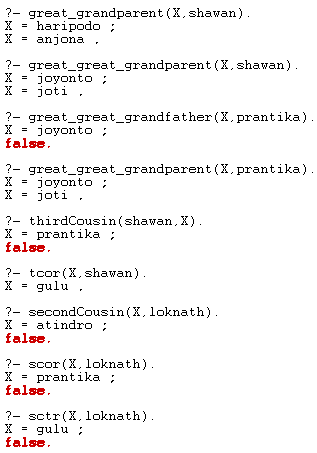 ?- great_grandparent(X,shawan).
X = haripodo ;
X = anjona .
?- great_great_grandparent(X,shawan).
X = joyonto ;
X = joti .
?- great_great_grandfather(X,prantika).
X = joyonto ;
false.
?- great_great_grandparent(X,prantika).
X = joyonto ;
X = joti .
?- thirdCousin(shawan,X).
X = prantika ;
false.
?- tcor(X,shawan).
X = gulu .
?- secondCousin(X,loknath).
X = atindro ;
false.
?- scor(X,loknath).
X = prantika ;
false.
?- sctr(X,loknath).
X = gulu ;
false.